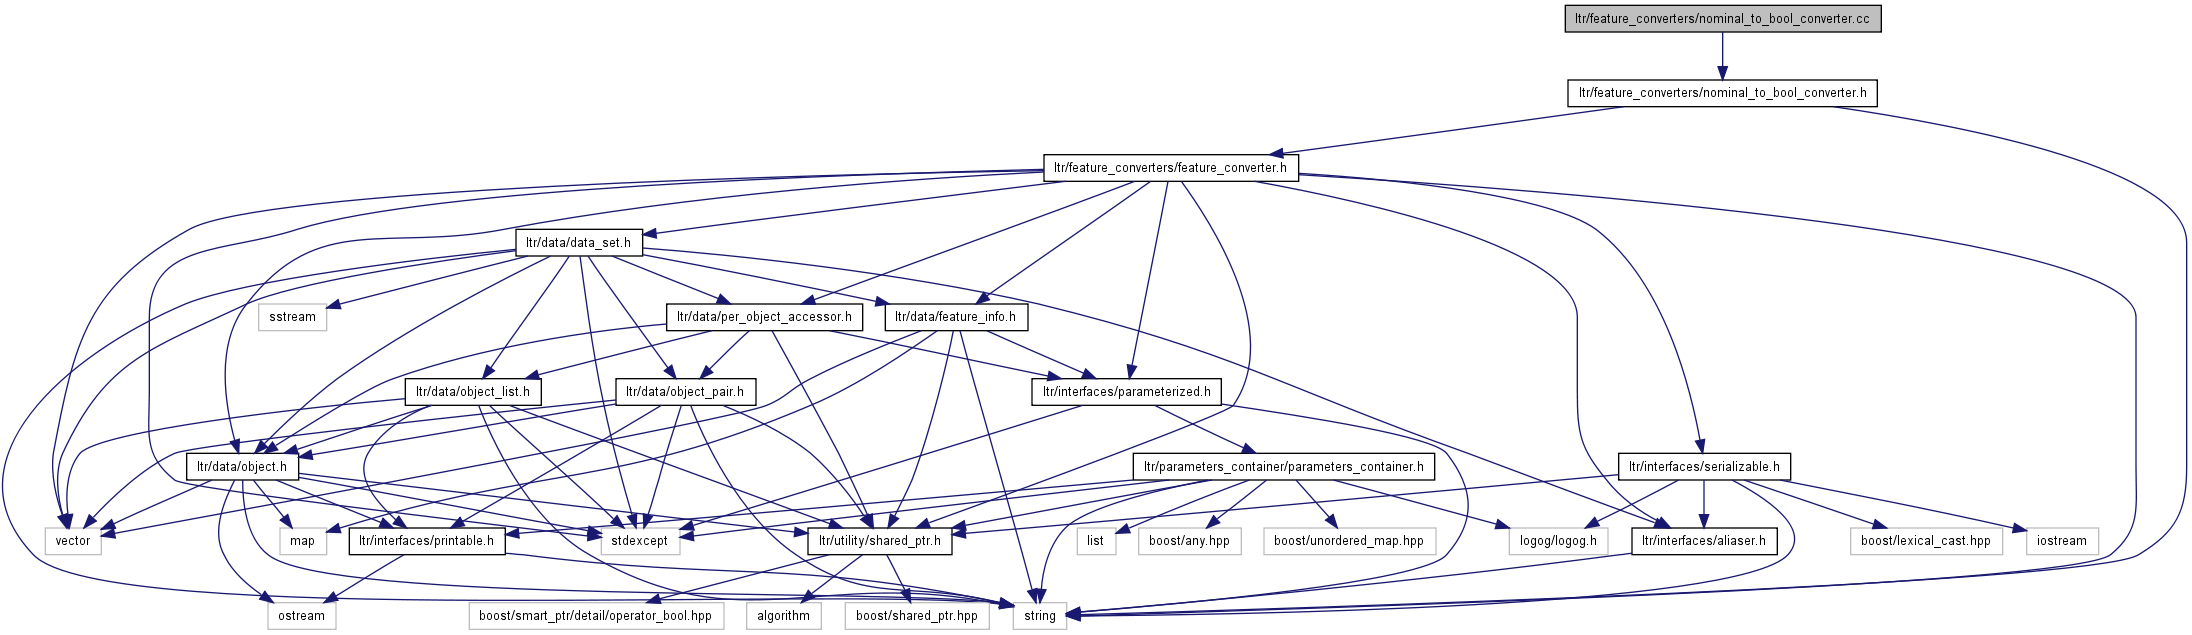 ltr/feature_converters/nominal_to_bool_converter.cc
ltr/feature_converters/nominal_to_bool_converter.h
ltr/feature_converters/feature_converter.h
ltr/data/data_set.h
sstream
ltr/data/per_object_accessor.h
ltr/data/feature_info.h
ltr/data/object_list.h
ltr/data/object_pair.h
ltr/interfaces/parameterized.h
ltr/data/object.h
ltr/parameters_container/parameters_container.h
ltr/interfaces/serializable.h
vector
map
ltr/interfaces/printable.h
stdexcept
ltr/utility/shared_ptr.h
list
boost/any.hpp
boost/unordered_map.hpp
logog/logog.h
ltr/interfaces/aliaser.h
boost/lexical_cast.hpp
iostream
ostream
boost/smart_ptr/detail/operator_bool.hpp
algorithm
boost/shared_ptr.hpp
string